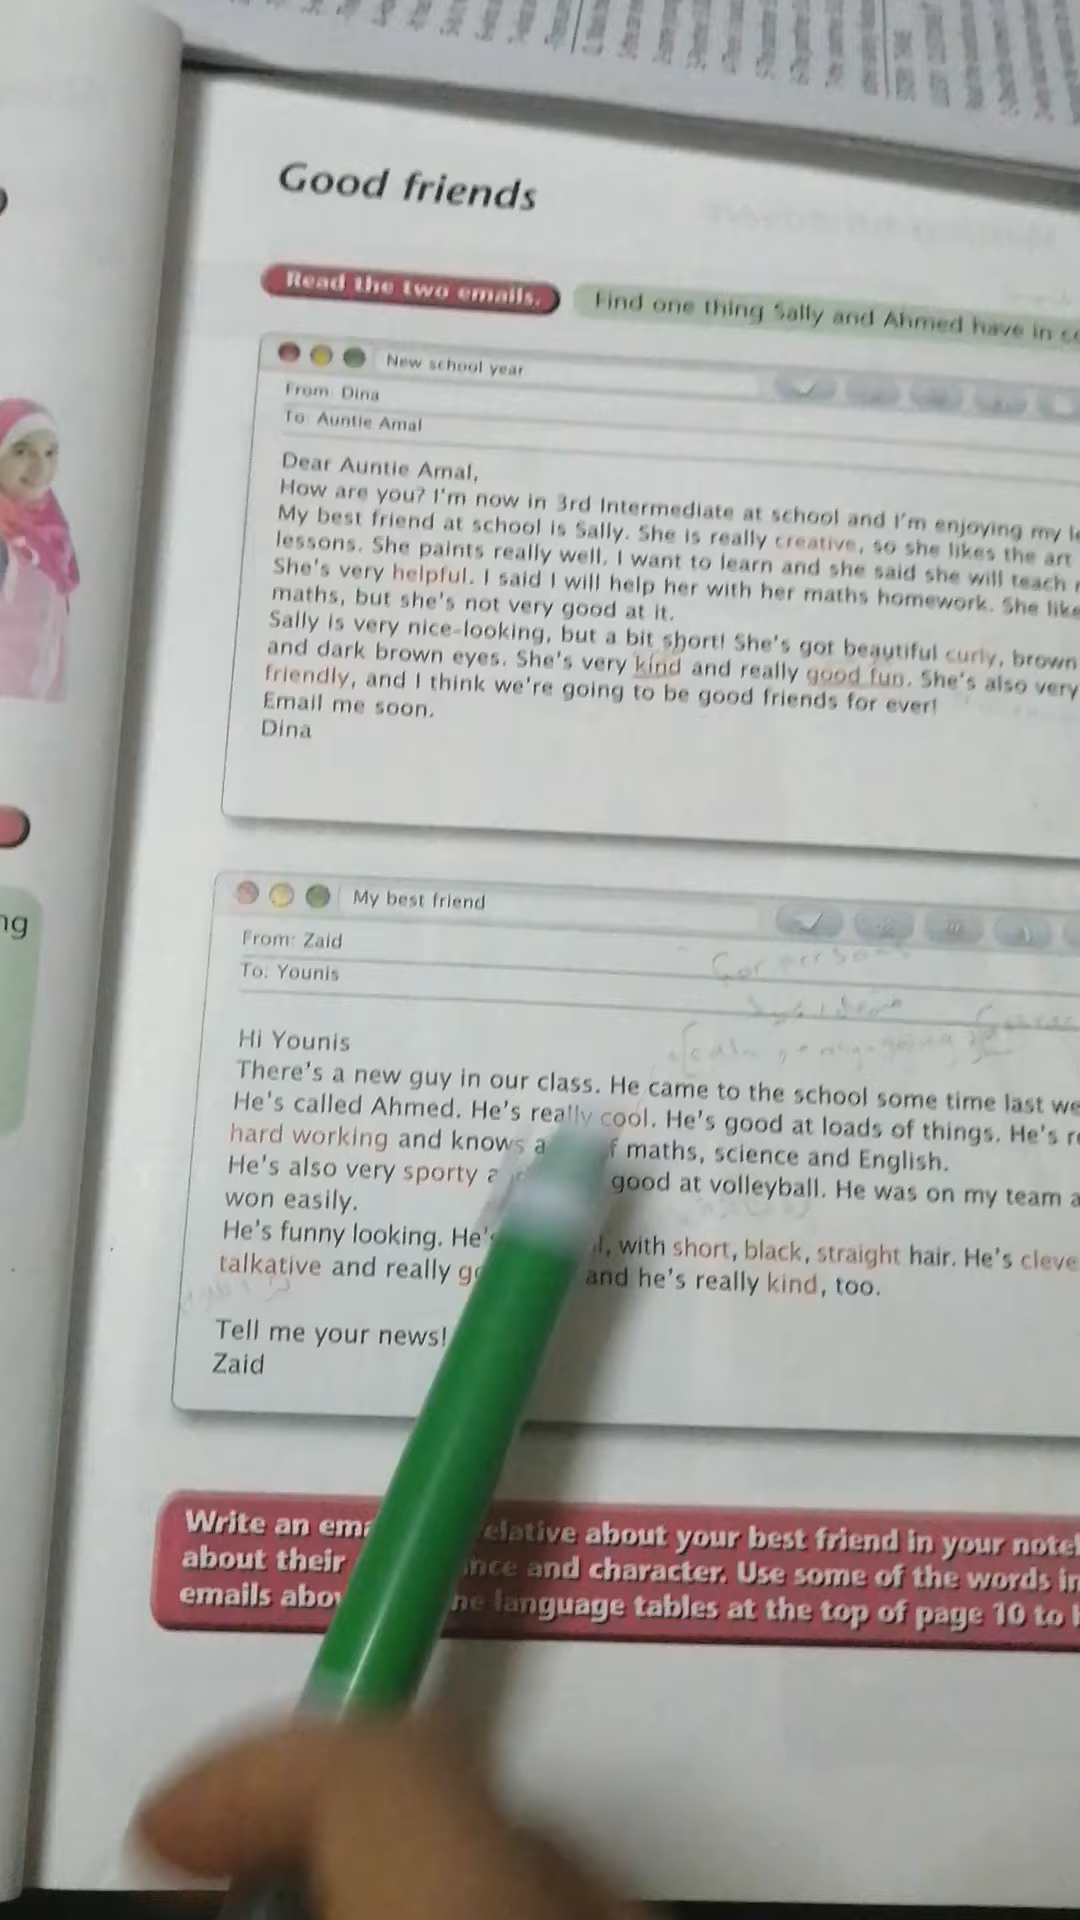 Good friends
Read the two emails.
Find one thing Sally and Ahmed have in
New school year
From: Dina
To: Auntie Amal
Dear Auntie Amal,
How are you? I'm now in 3rd Intermediate at school and I'm enjoying my
My best friend at school is Sally. She is really creative, so she likes the art
lessons. She paints really well. I want to learn and she said she will teach
She's very helpful. I said I will help her with her maths homework. She like
maths, but she's not very good at it.
Sally is very nice-looking, but a bit short! She's got beautiful curly, brown
and dark brown eyes. She's very kind and really good fun. She's also very
friendly, and I think we're going to be good friends for ever!
Email me soon.
Dina
ng
My best friend
From: Zaid
To: Younis
Hi Younis
There's a new guy in our class. He came to the school some time last we
He's called Ahmed. He's really cool. He's good at loads of things. He's re
hard working and knows a f maths, science and English.
He's also very sporty a good at volleyball. He was on my team a
won easily.
He's funny looking. He's l, with short, black, straight hair. He's cleve
talkative and really go and he's really kind, too.
Tell me your news!
Zaid
Write an ema elative about your best friend in your note
about their nce and character. Use some of the words in
emails abov he language tables at the top of page 10 to